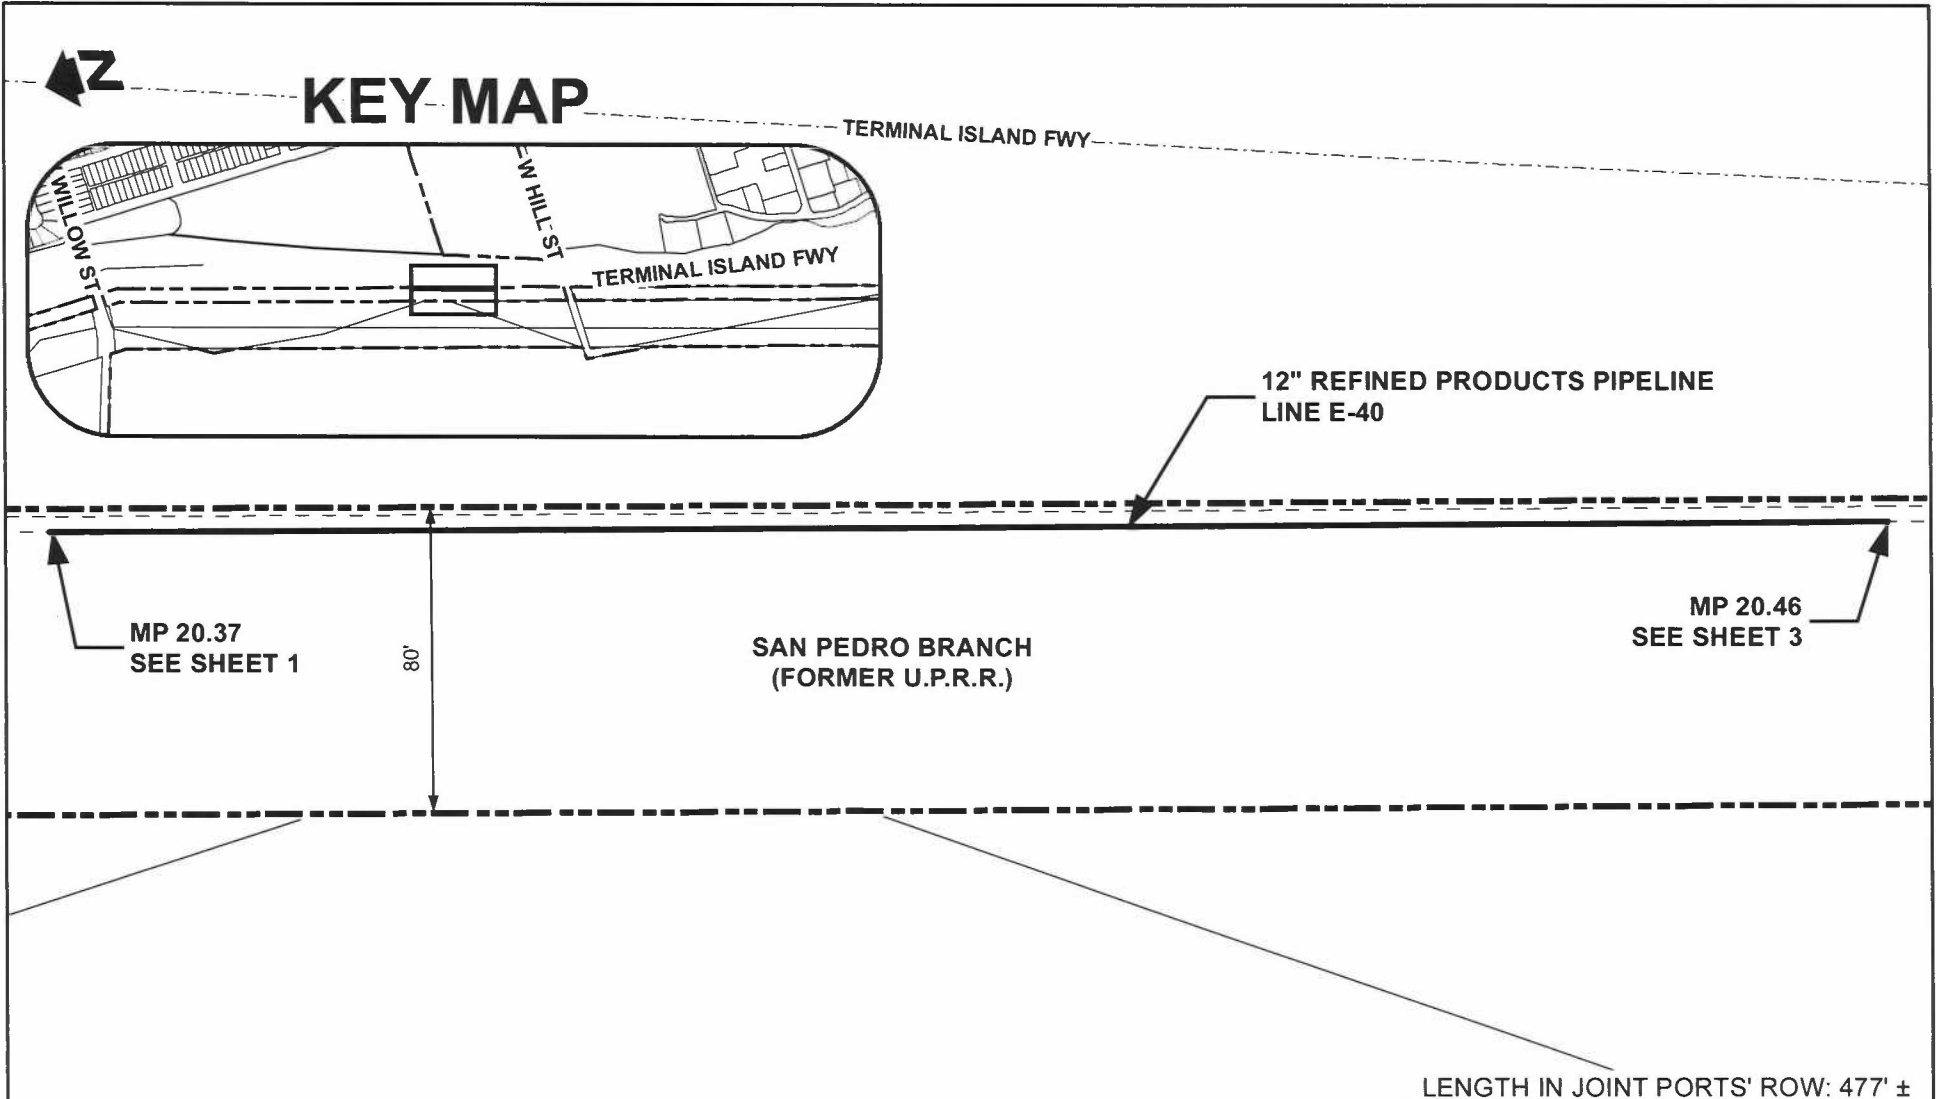 Z
KEY MAP
TERMINAL ISLAND FWY
WILLOW ST
W HILL ST
TERMINAL ISLAND FWY
12" REFINED PRODUCTS PIPELINE
LINE E-40
MP 20.37
SEE SHEET 1
80'
SAN PEDRO BRANCH
(FORMER U.P.R.R.)
MP 20.46
SEE SHEET 3
LENGTH IN JOINT PORTS' ROW: 477' ±